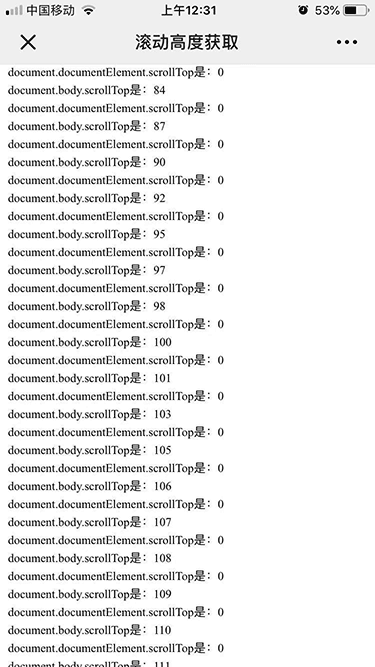 中国移动 上午12:31 53%
滚动高度获取
document.documentElement.scrollTop是：0
document.body.scrollTop是：84
document.documentElement.scrollTop是：0
document.body.scrollTop是：87
document.documentElement.scrollTop是：0
document.body.scrollTop是：90
document.documentElement.scrollTop是：0
document.body.scrollTop是：92
document.documentElement.scrollTop是：0
document.body.scrollTop是：95
document.documentElement.scrollTop是：0
document.body.scrollTop是：97
document.documentElement.scrollTop是：0
document.body.scrollTop是：98
document.documentElement.scrollTop是：0
document.body.scrollTop是：100
document.documentElement.scrollTop是：0
document.body.scrollTop是：101
document.documentElement.scrollTop是：0
document.body.scrollTop是：103
document.documentElement.scrollTop是：0
document.body.scrollTop是：105
document.documentElement.scrollTop是：0
document.body.scrollTop是：106
document.documentElement.scrollTop是：0
document.body.scrollTop是：107
document.documentElement.scrollTop是：0
document.body.scrollTop是：108
document.documentElement.scrollTop是：0
document.body.scrollTop是：109
document.documentElement.scrollTop是：0
document.body.scrollTop是：110
document.documentElement.scrollTop是：0
document.body.scrollTop是：111